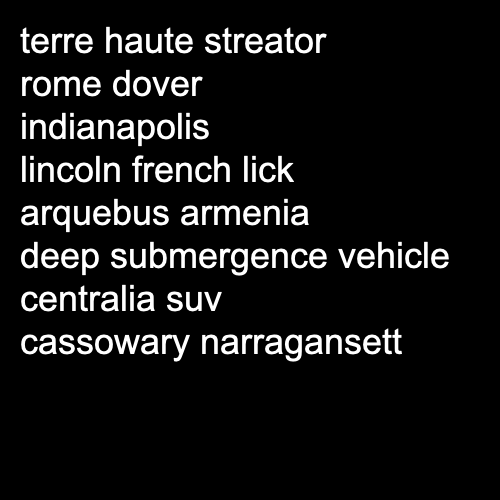 terre haute streator
rome dover
indianapolis
lincoln french lick
arquebus armenia
deep submergence vehicle
centralia suv
cassowary narragansett